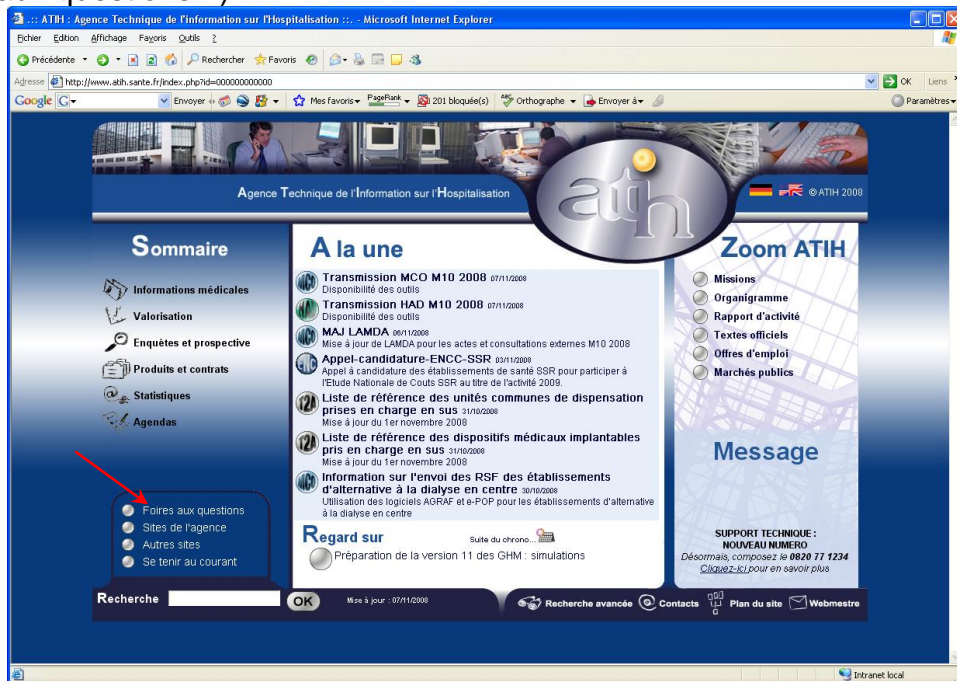 .:: ATIH : Agence Technique de l'information sur l'Hospitalisation ::. - Microsoft Internet Explorer
Fichier Edition Affichage Favoris Outils ?
Précédente Rechercher Favoris
Adresse http://www.atih.sante.fr/index.php?id=000000000000 OK Liens
Google G Envoyer Mes favoris PageRank 201 bloquée(s) ABC Orthographe Envoyer à Paramètres
atih
Agence Technique de l'Information sur l'Hospitalisation
© ATIH 2008
Sommaire
Informations médicales
Valorisation
Enquêtes et prospective
Produits et contrats
Statistiques
Agendas
Foires aux questions
Sites de l'agence
Autres sites
Se tenir au courant
A la une
Transmission MCO M10 2008 07/11/2008
Disponibilité des outils
Transmission HAD M10 2008 07/11/2008
Disponibilité des outils
MAJ LAMDA 06/11/2008
Mise à jour de LAMDA pour les actes et consultations externes M10 2008
Appel-candidature-ENCC-SSR 03/11/2008
Appel à candidature des établissements de santé SSR pour participer à
l'Etude Nationale de Couts SSR au titre de l'activité 2009.
Liste de référence des unités communes de dispensation
prises en charge en sus 31/10/2008
Mise à jour du 1er novembre 2008
Liste de référence des dispositifs médicaux implantables
pris en charge en sus 31/10/2008
Mise à jour du 1er novembre 2008
Information sur l'envoi des RSF des établissements
d'alternative à la dialyse en centre 30/10/2008
Utilisation des logiciels AGRAF et e-POP pour les établissements d'alternative
à la dialyse en centre
Regard sur Suite du chrono...
Préparation de la version 11 des GHM : simulations
Zoom ATIH
Missions
Organigramme
Rapport d'activité
Textes officiels
Offres d'emploi
Marchés publics
Message
SUPPORT TECHNIQUE :
NOUVEAU NUMERO
Désormais, composez le 0820 77 1234
Cliquez-ici pour en savoir plus
Recherche OK Mise à jour : 07/11/2008 Recherche avancée Contacts Plan du site Webmestre
Intranet local